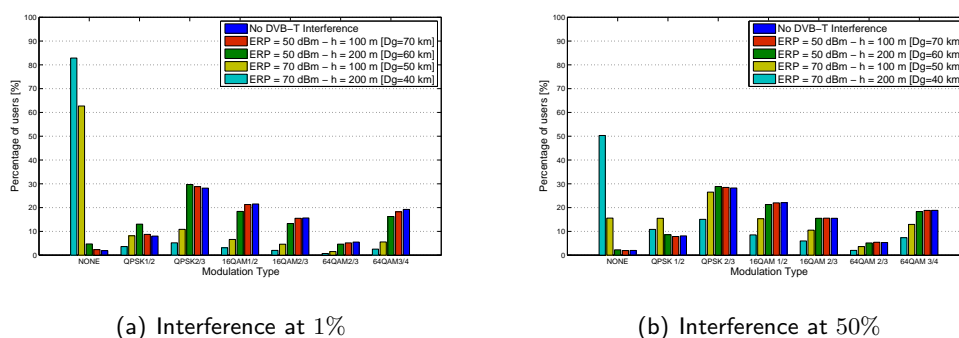 100
90
80
70
60
50
40
30
20
10
0
Percentage of users [%]
No DVB-T Interference
ERP = 50 dBm - h = 100 m [Dg=70 km]
ERP = 50 dBm - h = 200 m [Dg=60 km]
ERP = 70 dBm - h = 100 m [Dg=50 km]
ERP = 70 dBm - h = 200 m [Dg=40 km]
NONE QPSK1/2 QPSK2/3 16QAM1/2 16QAM2/3 64QAM2/3 64QAM3/4
Modulation Type
(a) Interference at 1%
100
90
80
70
60
50
40
30
20
10
0
Percentage of users [%]
No DVB-T Interference
ERP = 50 dBm - h = 100 m [Dg=70 km]
ERP = 50 dBm - h = 200 m [Dg=60 km]
ERP = 70 dBm - h = 100 m [Dg=50 km]
ERP = 70 dBm - h = 200 m [Dg=40 km]
NONE QPSK 1/2 QPSK 2/3 16QAM 1/2 16QAM 2/3 64QAM 2/3 64QAM 3/4
Modulation Type
(b) Interference at 50%